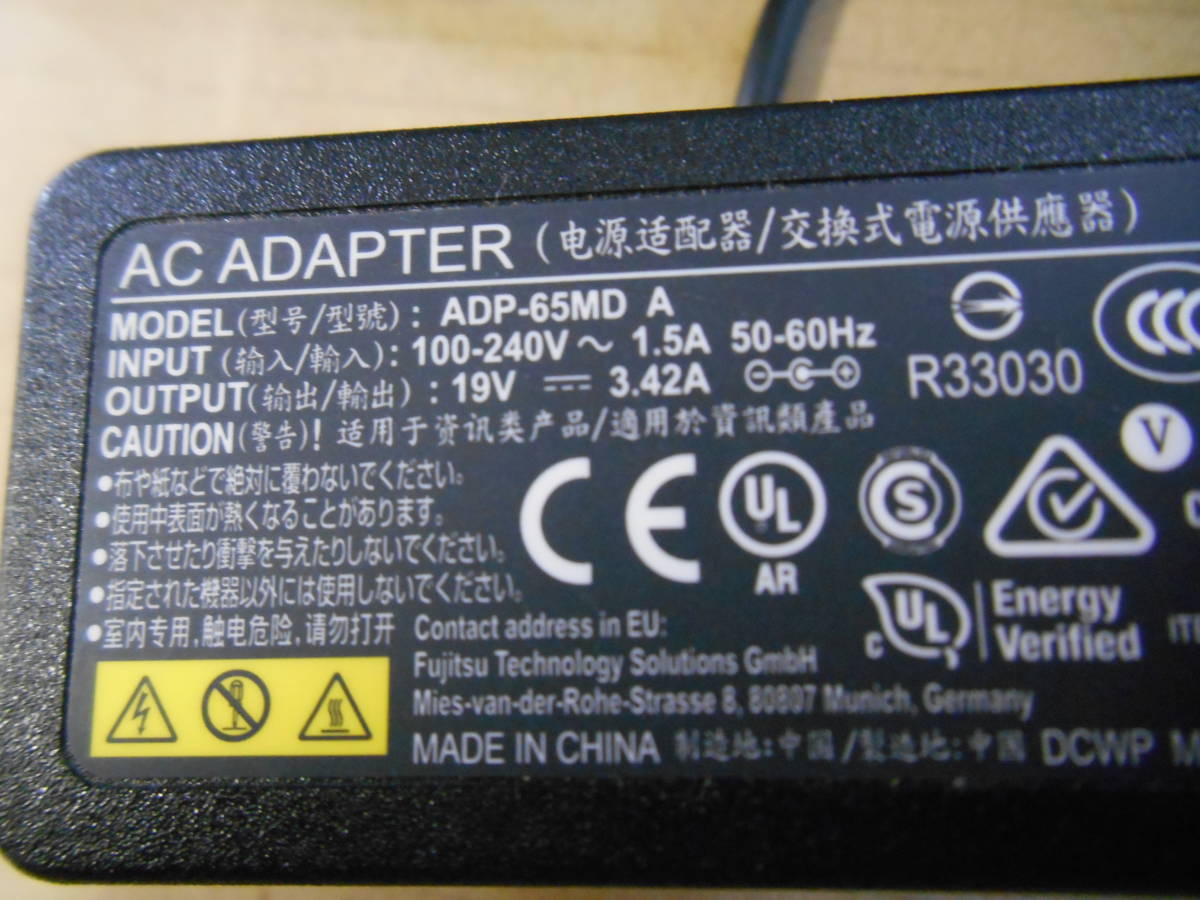 AC ADAPTER (电源适配器/交換式電源供應器)
MODEL(型号/型號): ADP-65MD A
INPUT (输入/輸入): 100-240V~ 1.5A 50-60Hz
OUTPUT(输出/輸出): 19V ⎓ 3.42A
R33030
CAUTION(警告)! 适用于资讯类产品/適用於資訊類産品
•布や紙などで絶対に覆わないでください。
•使用中表面が熱くなることがあります。
•落下させたり衝撃を与えたりしないでください。
•指定された機器以外には使用しないでください。
•室内专用,触电危险,请勿打开
CCC
V
CE
UL
AR
S
c UL
Energy
Verified
Contact address in EU:
Fujitsu Technology Solutions GmbH
Mies-van-der-Rohe-Strasse 8, 80807 Munich, Germany
MADE IN CHINA 制造地:中国/製造地:中國 DCWP